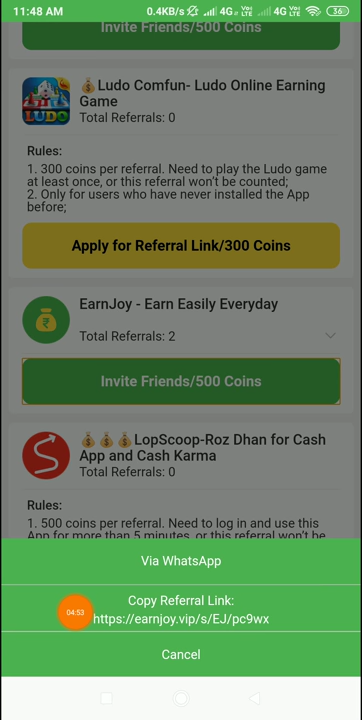 11:48 AM 0.4KB/s 4G Vo LTE 4G Vo LTE 36
Invite Friends/500 Coins
💰Ludo Comfun- Ludo Online Earning
Game
LUDO
Total Referrals: 0
Rules:
1. 300 coins per referral. Need to play the Ludo game
at least once, or this referral won't be counted;
2. Only for users who have never installed the App
before;
Apply for Referral Link/300 Coins
EarnJoy - Earn Easily Everyday
₹
Total Referrals: 2
Invite Friends/500 Coins
💰💰💰LopScoop-Roz Dhan for Cash
App and Cash Karma
Total Referrals: 0
Rules:
1. 500 coins per referral. Need to log in and use this
App for more than 5 minutes, or this referral won't be
Via WhatsApp
Copy Referral Link:
04:53
https://earnjoy.vip/s/EJ/pc9wx
Cancel